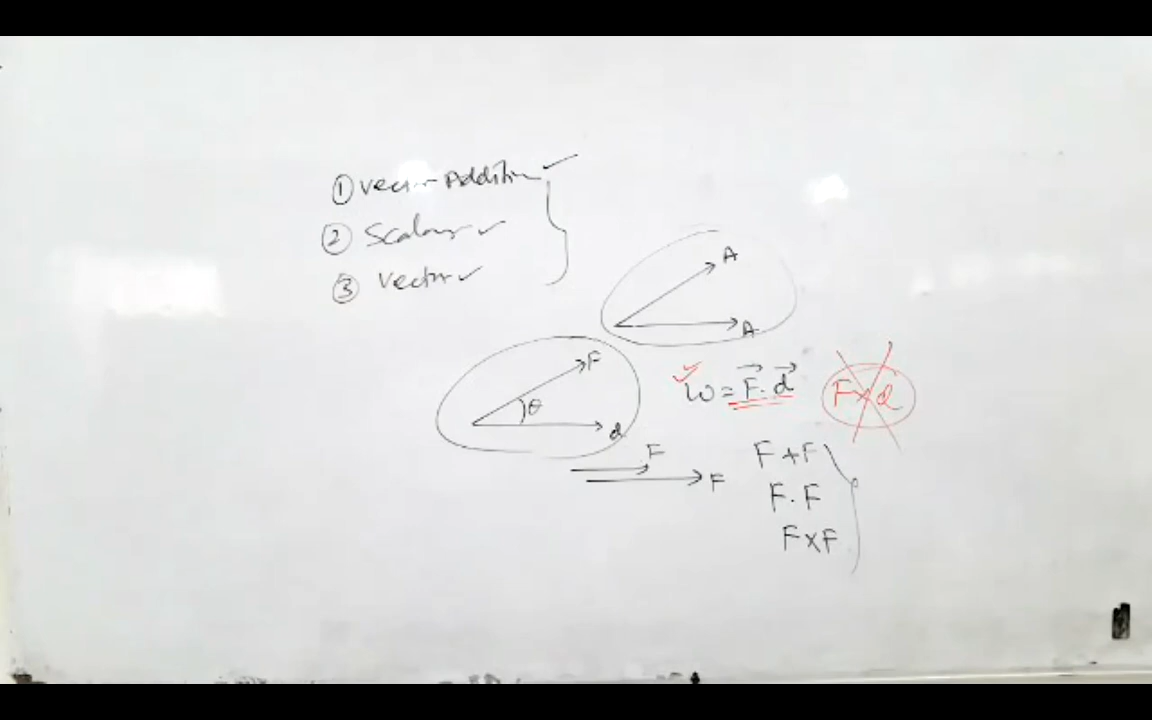 ① Vector Addition ✓
② Scalar ✓
③ Vector ✓
A
A
F
θ
d
W = F⃗ . d⃗
F × d
F
F
F + F
F . F
F × F